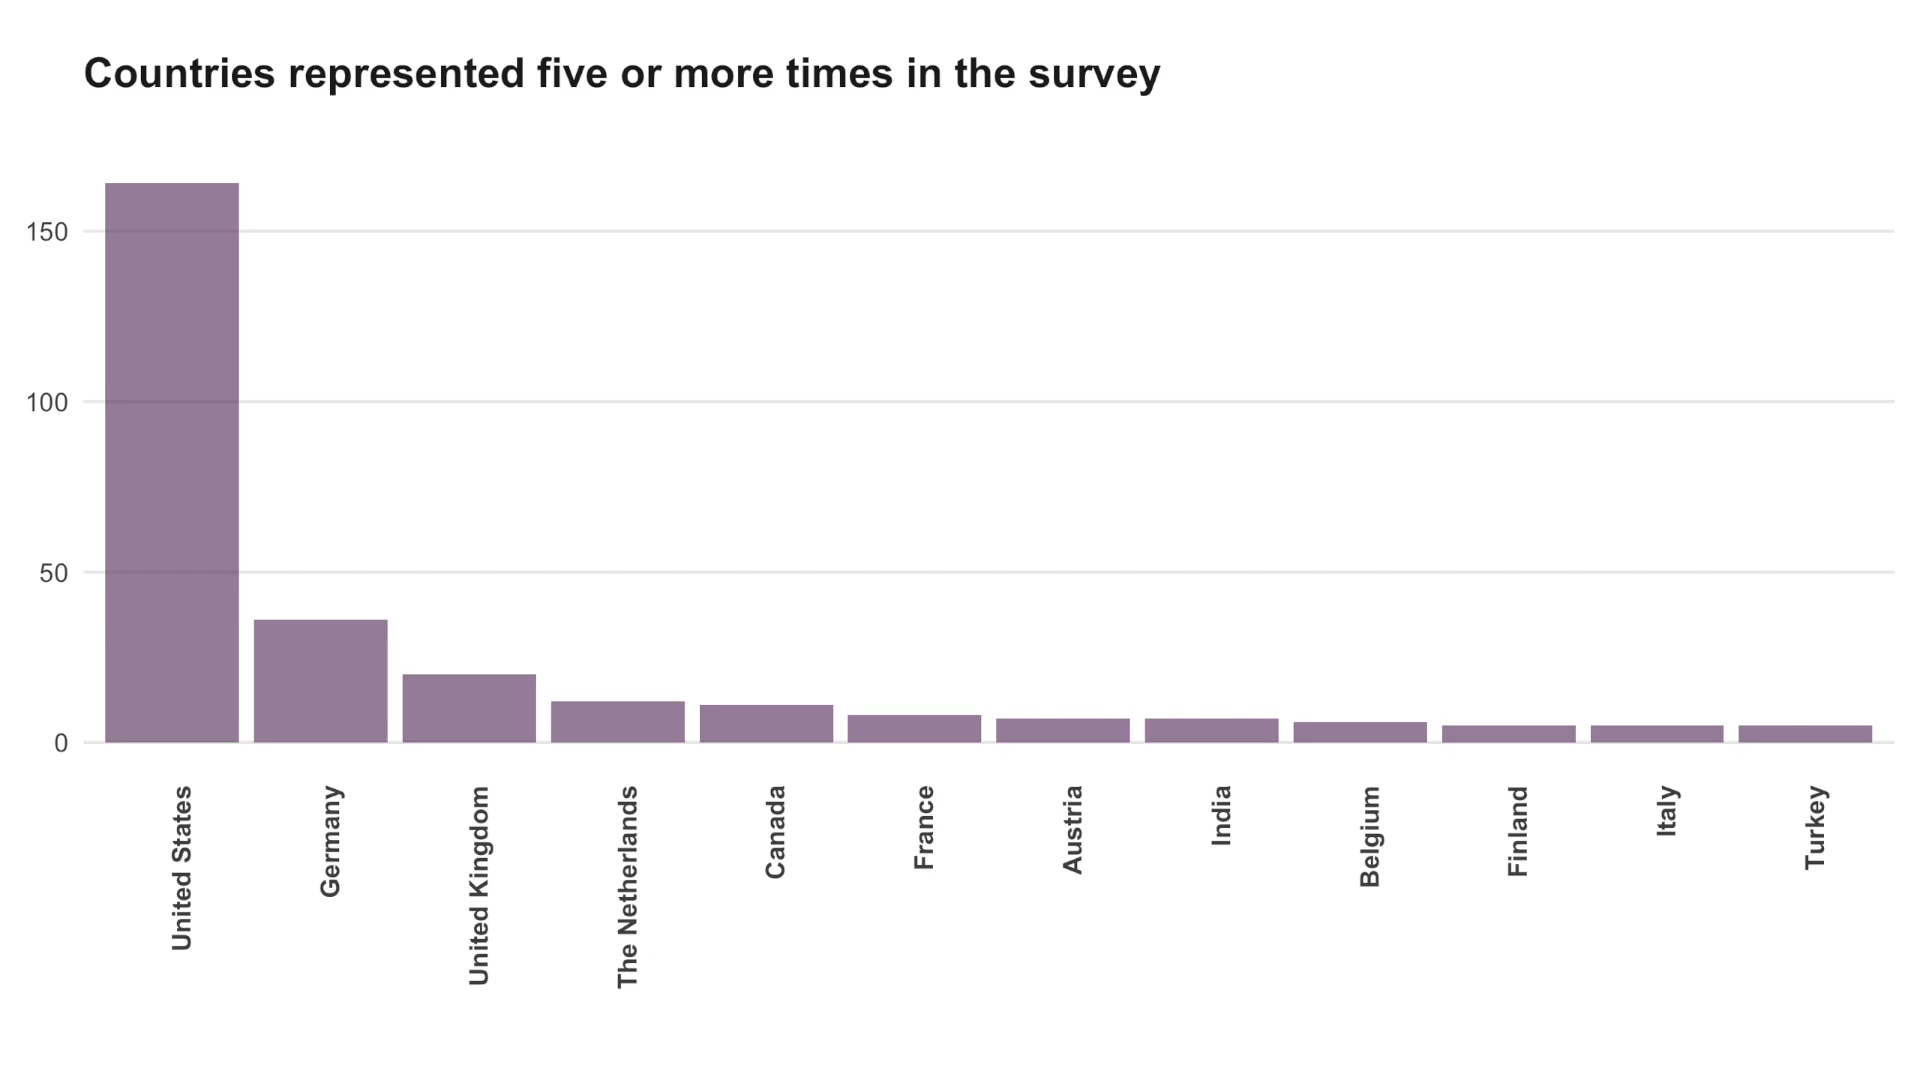 Countries represented five or more times in the survey
150
100
50
0
United States
Germany
United Kingdom
The Netherlands
Canada
France
Austria
India
Belgium
Finland
Italy
Turkey